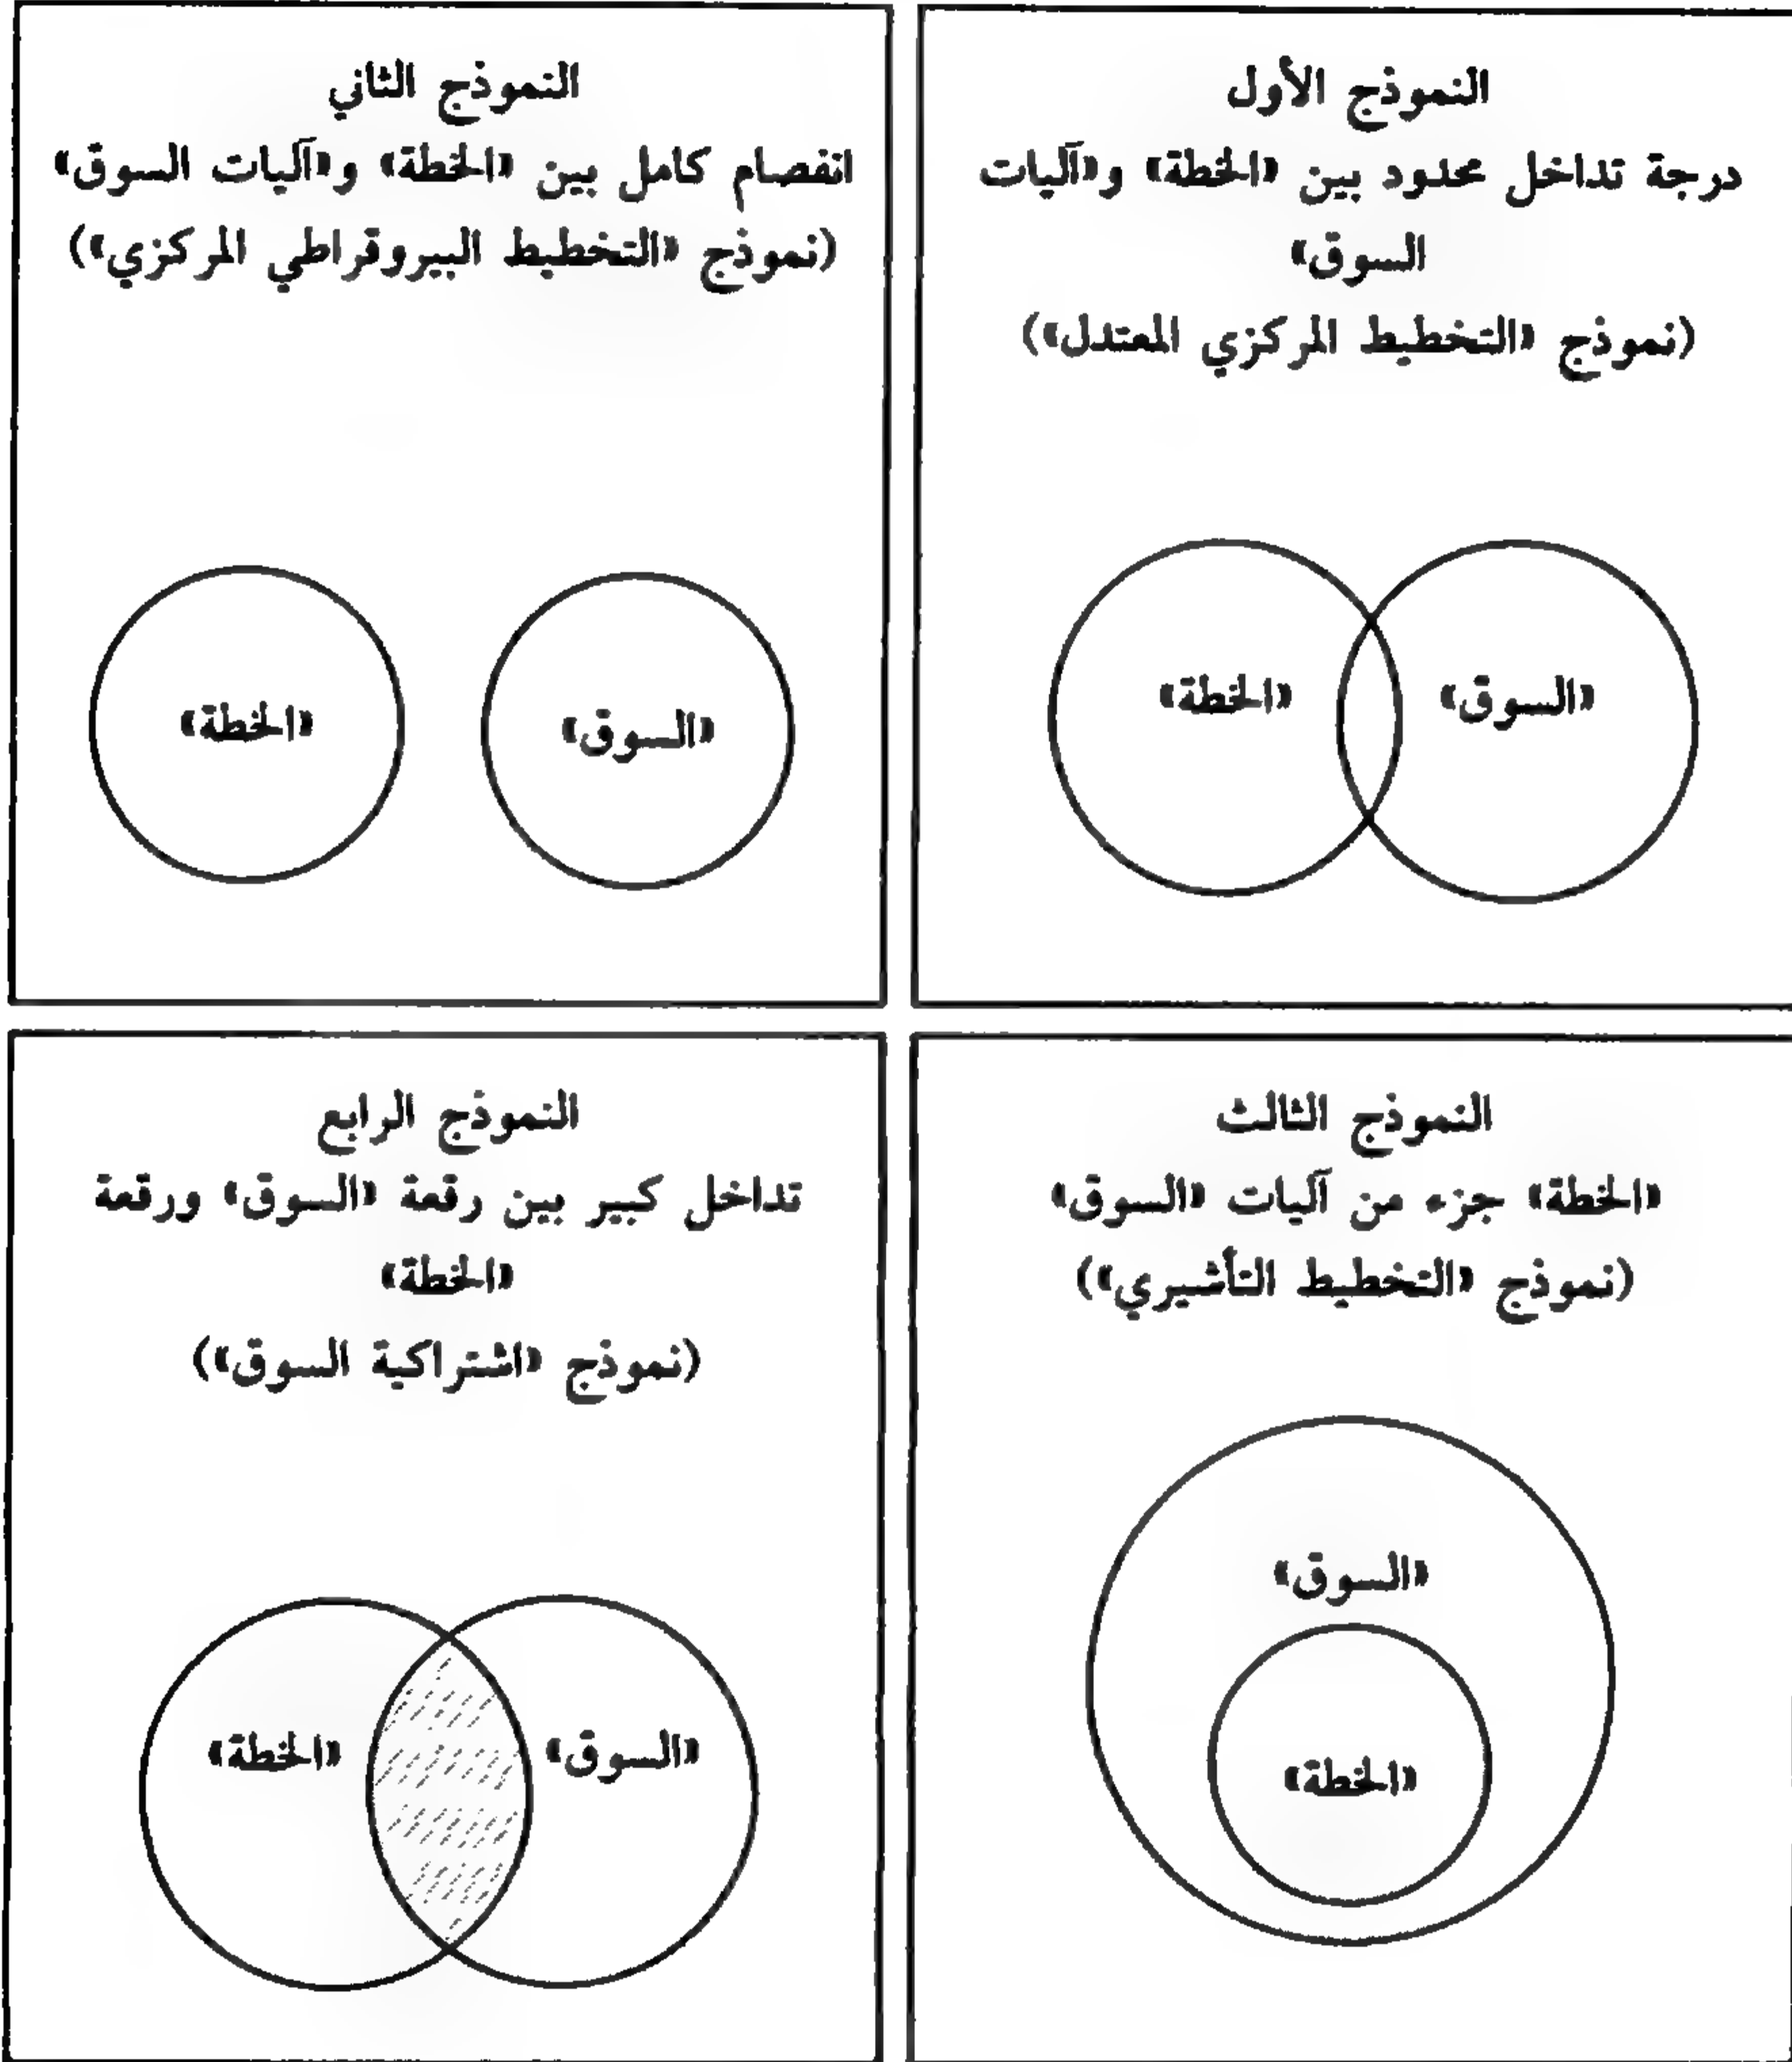 النموذج الأول
درجة تداخل محدود بين «الخطة» و«آليات
السوق»
(نموذج «التخطيط المركزي المعتدل»)
«الخطة»
«السوق»
النموذج الثاني
انفصام كامل بين «الخطة» و«آليات السوق»
(نموذج «التخطيط البيروقراطي المركزي»)
«الخطة»
«السوق»
النموذج الثالث
«الخطة» جزء من آليات «السوق»
(نموذج «التخطيط التأشيري»)
«السوق»
«الخطة»
النموذج الرابع
تداخل كبير بين رقعة «السوق» ورقعة
«الخطة»
(نموذج «اشتراكية السوق»)
«الخطة»
«السوق»